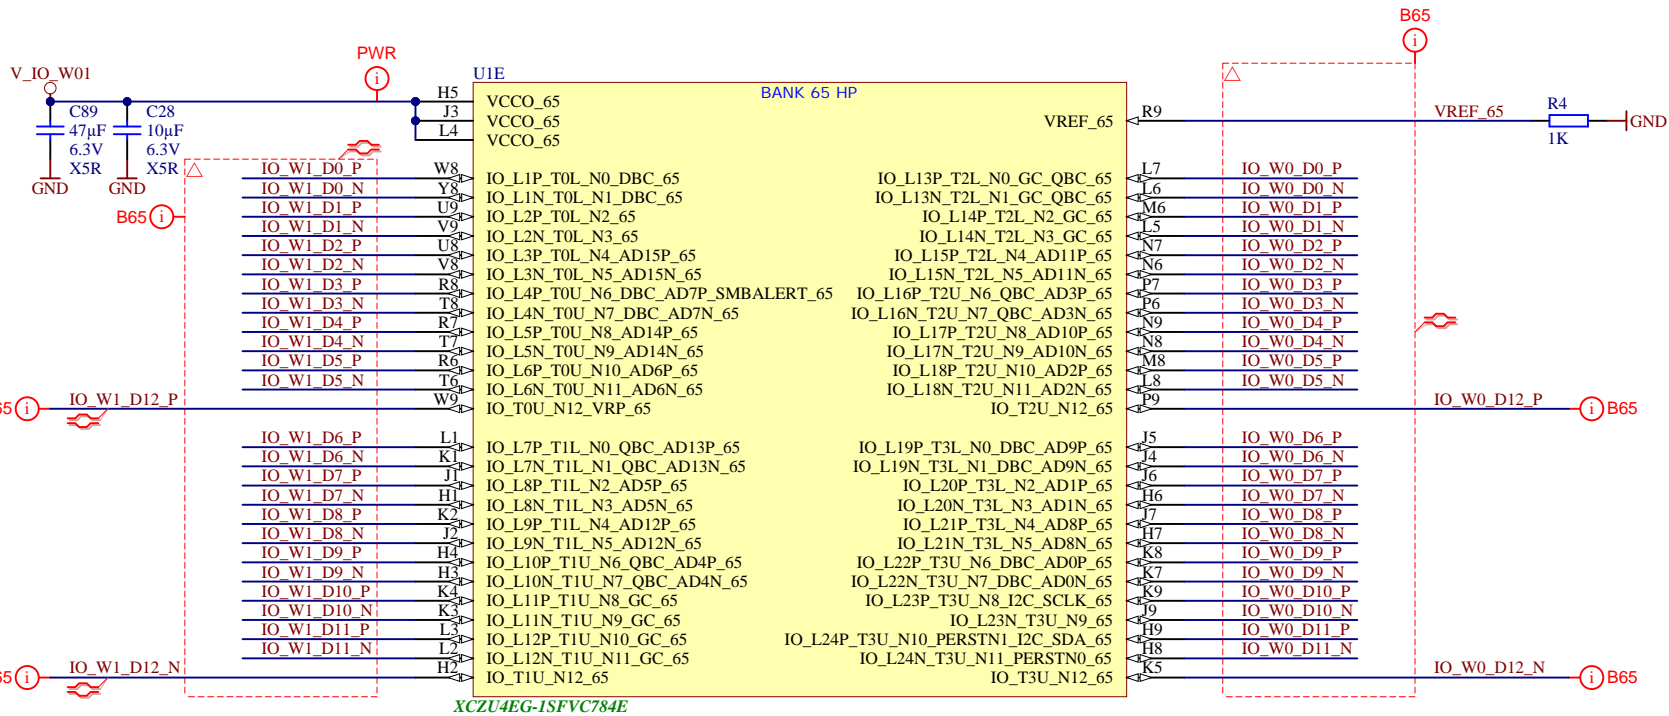 B65
i
PWR
i
V_IO_W01
C89
47µF
6.3V
X5R
GND
C28
10µF
6.3V
X5R
GND
B65 i
U1E
BANK 65 HP
H5 VCCO_65
J3 VCCO_65
L4 VCCO_65
VREF_65 R9 VREF_65 R4 1K GND
IO_W1_D0_P W8 IO_L1P_T0L_N0_DBC_65 IO_L13P_T2L_N0_GC_QBC_65 L7 IO_W0_D0_P
IO_W1_D0_N Y8 IO_L1N_T0L_N1_DBC_65 IO_L13N_T2L_N1_GC_QBC_65 L6 IO_W0_D0_N
IO_W1_D1_P U9 IO_L2P_T0L_N2_65 IO_L14P_T2L_N2_GC_65 M6 IO_W0_D1_P
IO_W1_D1_N V9 IO_L2N_T0L_N3_65 IO_L14N_T2L_N3_GC_65 L5 IO_W0_D1_N
IO_W1_D2_P U8 IO_L3P_T0L_N4_AD15P_65 IO_L15P_T2L_N4_AD11P_65 N7 IO_W0_D2_P
IO_W1_D2_N V8 IO_L3N_T0L_N5_AD15N_65 IO_L15N_T2L_N5_AD11N_65 N6 IO_W0_D2_N
IO_W1_D3_P R8 IO_L4P_T0U_N6_DBC_AD7P_SMBALERT_65 IO_L16P_T2U_N6_QBC_AD3P_65 P7 IO_W0_D3_P
IO_W1_D3_N T8 IO_L4N_T0U_N7_DBC_AD7N_65 IO_L16N_T2U_N7_QBC_AD3N_65 P6 IO_W0_D3_N
IO_W1_D4_P R7 IO_L5P_T0U_N8_AD14P_65 IO_L17P_T2U_N8_AD10P_65 N9 IO_W0_D4_P
IO_W1_D4_N T7 IO_L5N_T0U_N9_AD14N_65 IO_L17N_T2U_N9_AD10N_65 N8 IO_W0_D4_N
IO_W1_D5_P R6 IO_L6P_T0U_N10_AD6P_65 IO_L18P_T2U_N10_AD2P_65 M8 IO_W0_D5_P
IO_W1_D5_N T6 IO_L6N_T0U_N11_AD6N_65 IO_L18N_T2U_N11_AD2N_65 L8 IO_W0_D5_N
i IO_W1_D12_P W9 IO_T0U_N12_VRP_65 IO_T2U_N12_65 P9 IO_W0_D12_P i B65
IO_W1_D6_P L1 IO_L7P_T1L_N0_QBC_AD13P_65 IO_L19P_T3L_N0_DBC_AD9P_65 J5 IO_W0_D6_P
IO_W1_D6_N K1 IO_L7N_T1L_N1_QBC_AD13N_65 IO_L19N_T3L_N1_DBC_AD9N_65 J4 IO_W0_D6_N
IO_W1_D7_P J1 IO_L8P_T1L_N2_AD5P_65 IO_L20P_T3L_N2_AD1P_65 J6 IO_W0_D7_P
IO_W1_D7_N H1 IO_L8N_T1L_N3_AD5N_65 IO_L20N_T3L_N3_AD1N_65 H6 IO_W0_D7_N
IO_W1_D8_P K2 IO_L9P_T1L_N4_AD12P_65 IO_L21P_T3L_N4_AD8P_65 J7 IO_W0_D8_P
IO_W1_D8_N J2 IO_L9N_T1L_N5_AD12N_65 IO_L21N_T3L_N5_AD8N_65 H7 IO_W0_D8_N
IO_W1_D9_P H4 IO_L10P_T1U_N6_QBC_AD4P_65 IO_L22P_T3U_N6_DBC_AD0P_65 K8 IO_W0_D9_P
IO_W1_D9_N H3 IO_L10N_T1U_N7_QBC_AD4N_65 IO_L22N_T3U_N7_DBC_AD0N_65 K7 IO_W0_D9_N
IO_W1_D10_P K4 IO_L11P_T1U_N8_GC_65 IO_L23P_T3U_N8_I2C_SCLK_65 K9 IO_W0_D10_P
IO_W1_D10_N K3 IO_L11N_T1U_N9_GC_65 IO_L23N_T3U_N9_65 J9 IO_W0_D10_N
IO_W1_D11_P L3 IO_L12P_T1U_N10_GC_65 IO_L24P_T3U_N10_PERSTN1_I2C_SDA_65 H9 IO_W0_D11_P
IO_W1_D11_N L2 IO_L12N_T1U_N11_GC_65 IO_L24N_T3U_N11_PERSTN0_65 H8 IO_W0_D11_N
i IO_W1_D12_N H2 IO_T1U_N12_65 IO_T3U_N12_65 K5 IO_W0_D12_N i B65
XCZU4EG-1SFVC784E